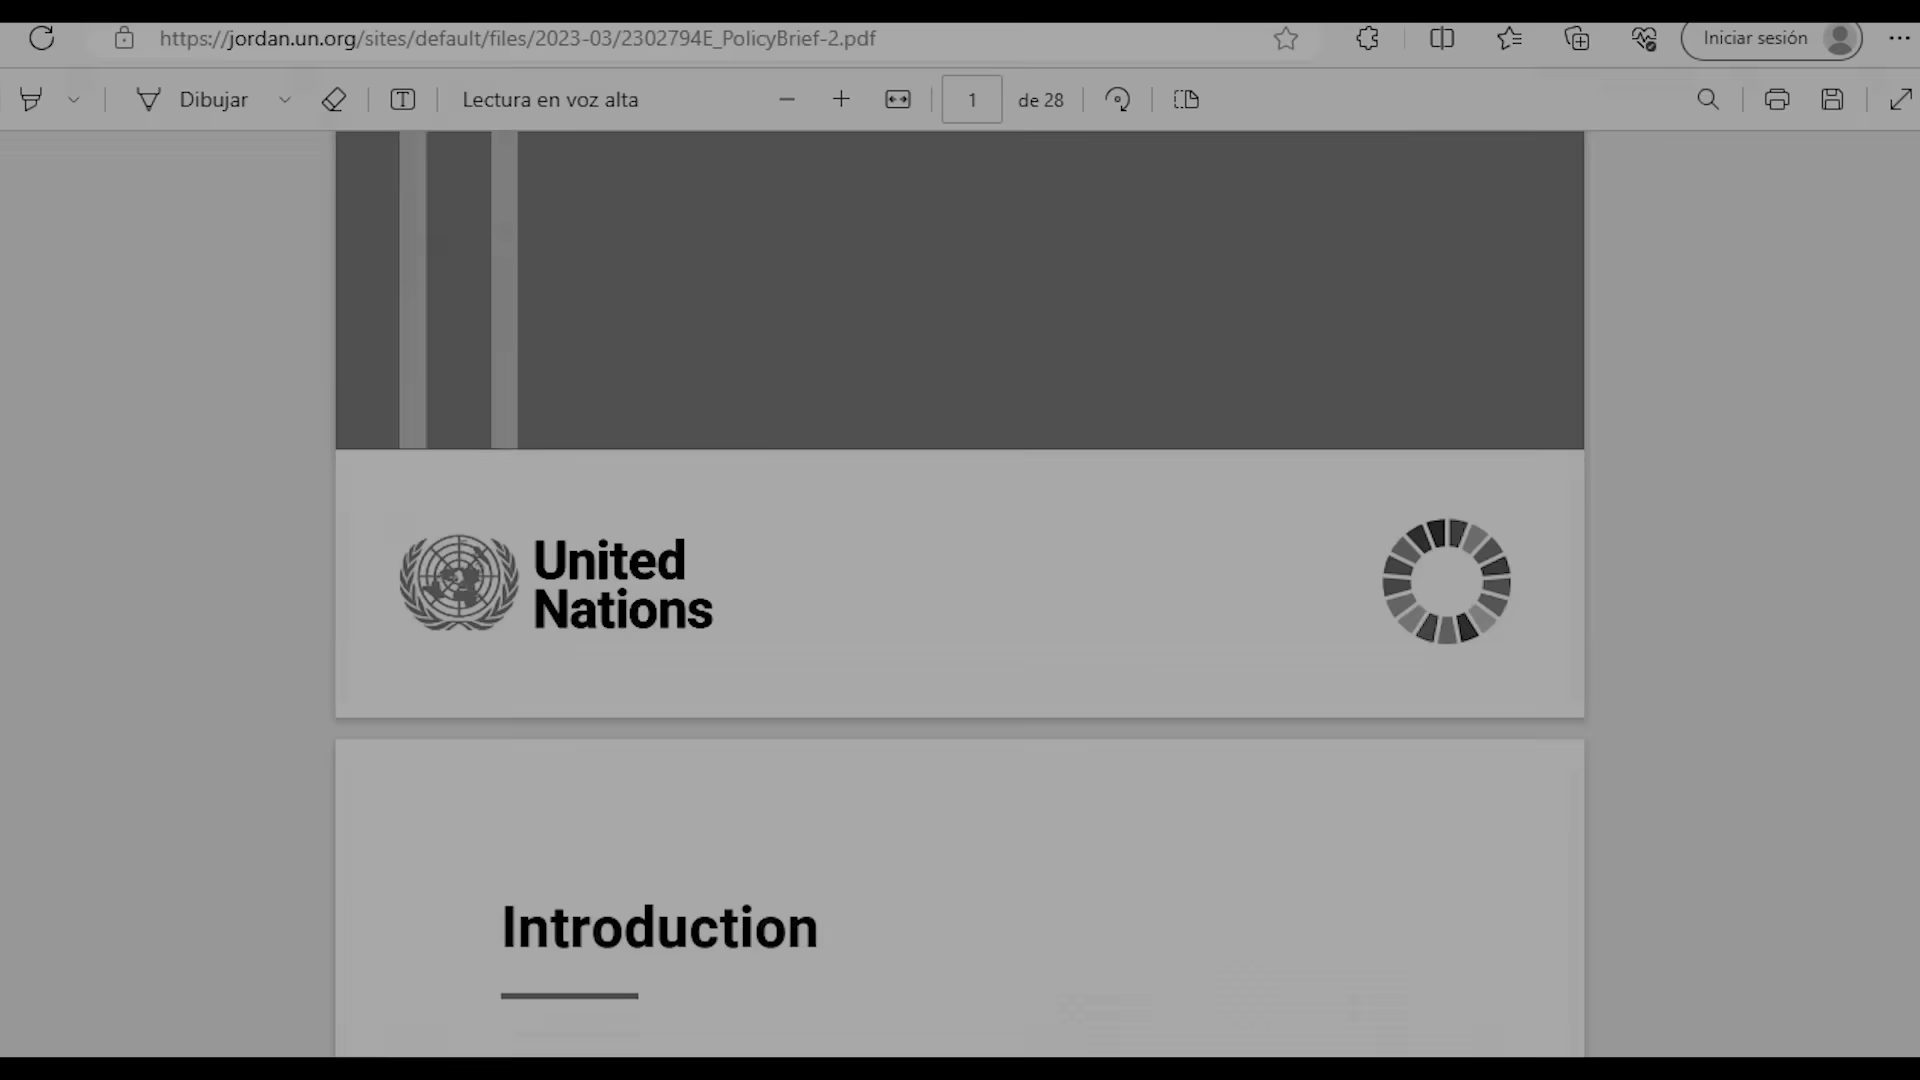 https://jordan.un.org/sites/default/files/2023-03/2302794E_PolicyBrief-2.pdf
Iniciar sesión
Dibujar
Lectura en voz alta
1
de 28
United
Nations
Introduction